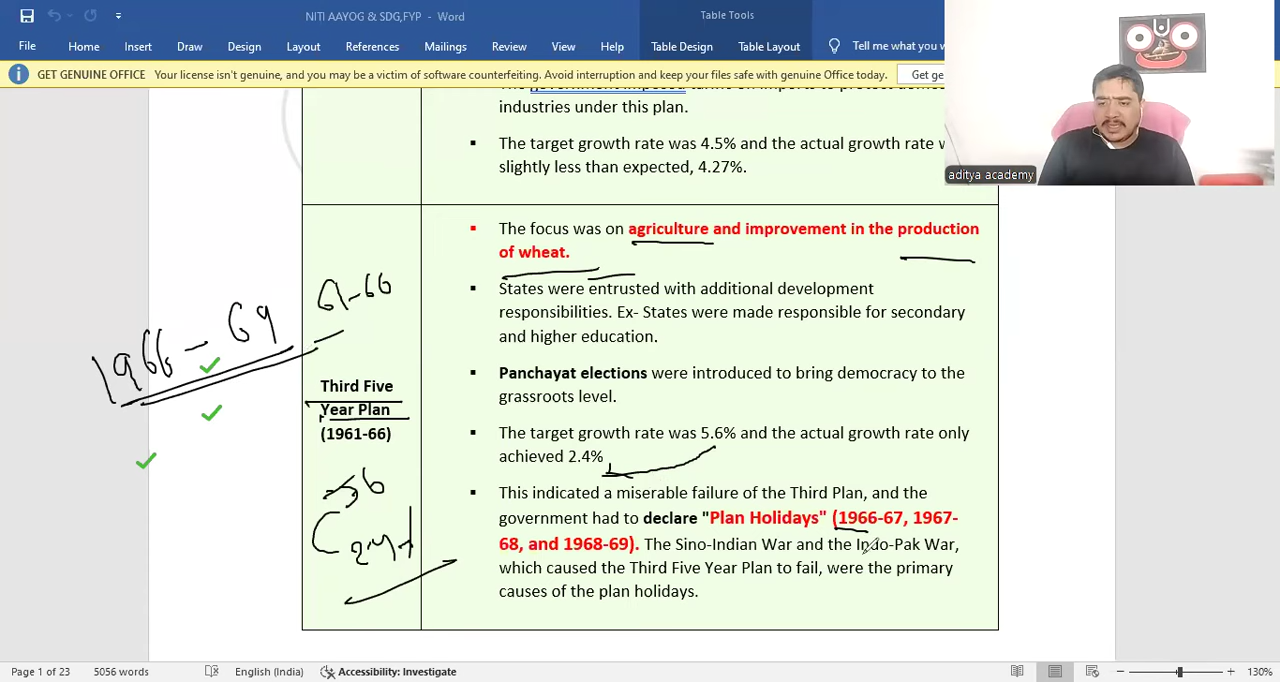 NITI AAYOG & SDG,FYP - Word
Table Tools
File Home Insert Draw Design Layout References Mailings Review View Help Table Design Table Layout Tell me what you w
GET GENUINE OFFICE Your license isn't genuine, and you may be a victim of software counterfeiting. Avoid interruption and keep your files safe with genuine Office today. Get ge
aditya academy
industries under this plan.
▪ The target growth rate was 4.5% and the actual growth rate w
slightly less than expected, 4.27%.
▪ The focus was on agriculture and improvement in the production
of wheat.
▪ States were entrusted with additional development
responsibilities. Ex- States were made responsible for secondary
and higher education.
▪ Panchayat elections were introduced to bring democracy to the
grassroots level.
▪ The target growth rate was 5.6% and the actual growth rate only
achieved 2.4%
▪ This indicated a miserable failure of the Third Plan, and the
government had to declare "Plan Holidays" (1966-67, 1967-
68, and 1968-69). The Sino-Indian War and the Indo-Pak War,
which caused the Third Five Year Plan to fail, were the primary
causes of the plan holidays.
61-66
1966-69
Third Five
Year Plan
(1961-66)
Page 1 of 23 5056 words English (India) Accessibility: Investigate 130%